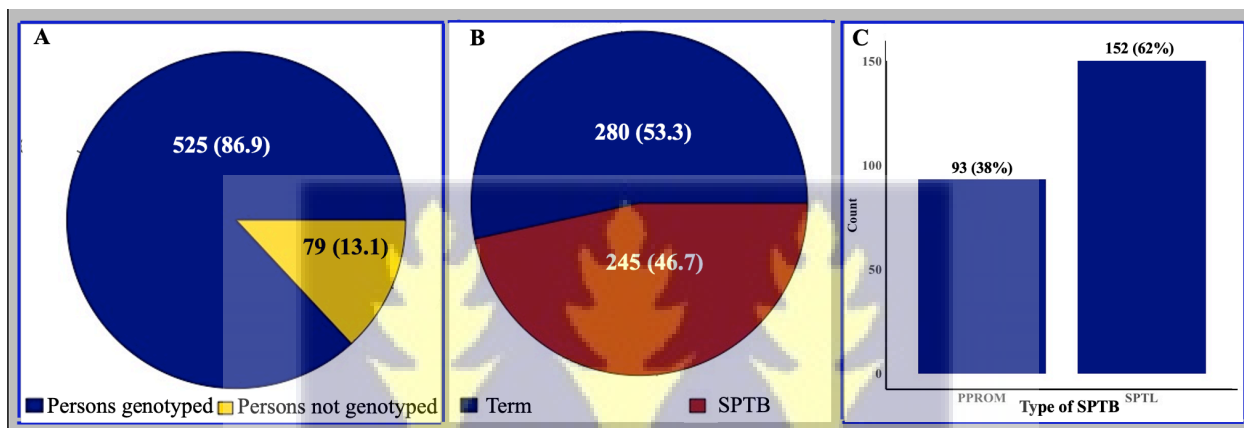 A
525 (86.9)
79 (13.1)
Persons genotyped
Persons not genotyped
B
280 (53.3)
245 (46.7)
Term
SPTB
C
152 (62%)
150
93 (38%)
100
Count
50
0
PPROM
SPTL
Type of SPTB